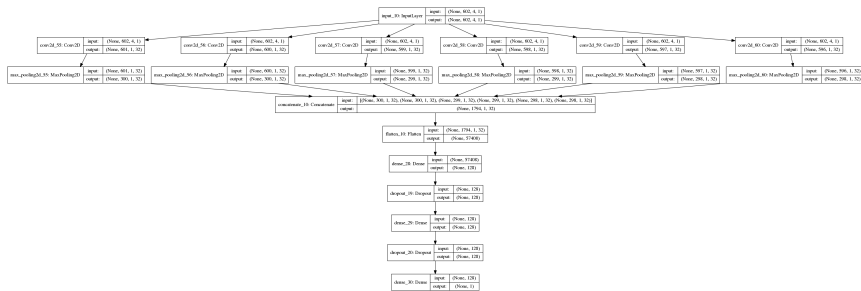 input_10: InputLayer input: (None, 602, 4, 1)
output: (None, 602, 4, 1)
conv2d_55: Conv2D input: (None, 602, 4, 1)
output: (None, 601, 1, 32)
conv2d_56: Conv2D input: (None, 602, 4, 1)
output: (None, 600, 1, 32)
conv2d_57: Conv2D input: (None, 602, 4, 1)
output: (None, 599, 1, 32)
conv2d_58: Conv2D input: (None, 602, 4, 1)
output: (None, 598, 1, 32)
conv2d_59: Conv2D input: (None, 602, 4, 1)
output: (None, 597, 1, 32)
conv2d_60: Conv2D input: (None, 602, 4, 1)
output: (None, 596, 1, 32)
max_pooling2d_55: MaxPooling2D input: (None, 601, 1, 32)
output: (None, 300, 1, 32)
max_pooling2d_56: MaxPooling2D input: (None, 600, 1, 32)
output: (None, 300, 1, 32)
max_pooling2d_57: MaxPooling2D input: (None, 599, 1, 32)
output: (None, 299, 1, 32)
max_pooling2d_58: MaxPooling2D input: (None, 598, 1, 32)
output: (None, 299, 1, 32)
max_pooling2d_59: MaxPooling2D input: (None, 597, 1, 32)
output: (None, 298, 1, 32)
max_pooling2d_60: MaxPooling2D input: (None, 596, 1, 32)
output: (None, 298, 1, 32)
concatenate_10: Concatenate input: [(None, 300, 1, 32), (None, 300, 1, 32), (None, 299, 1, 32), (None, 299, 1, 32), (None, 298, 1, 32), (None, 298, 1, 32)]
output: (None, 1794, 1, 32)
flatten_10: Flatten input: (None, 1794, 1, 32)
output: (None, 57408)
dense_28: Dense input: (None, 57408)
output: (None, 128)
dropout_19: Dropout input: (None, 128)
output: (None, 128)
dense_29: Dense input: (None, 128)
output: (None, 128)
dropout_20: Dropout input: (None, 128)
output: (None, 128)
dense_30: Dense input: (None, 128)
output: (None, 1)